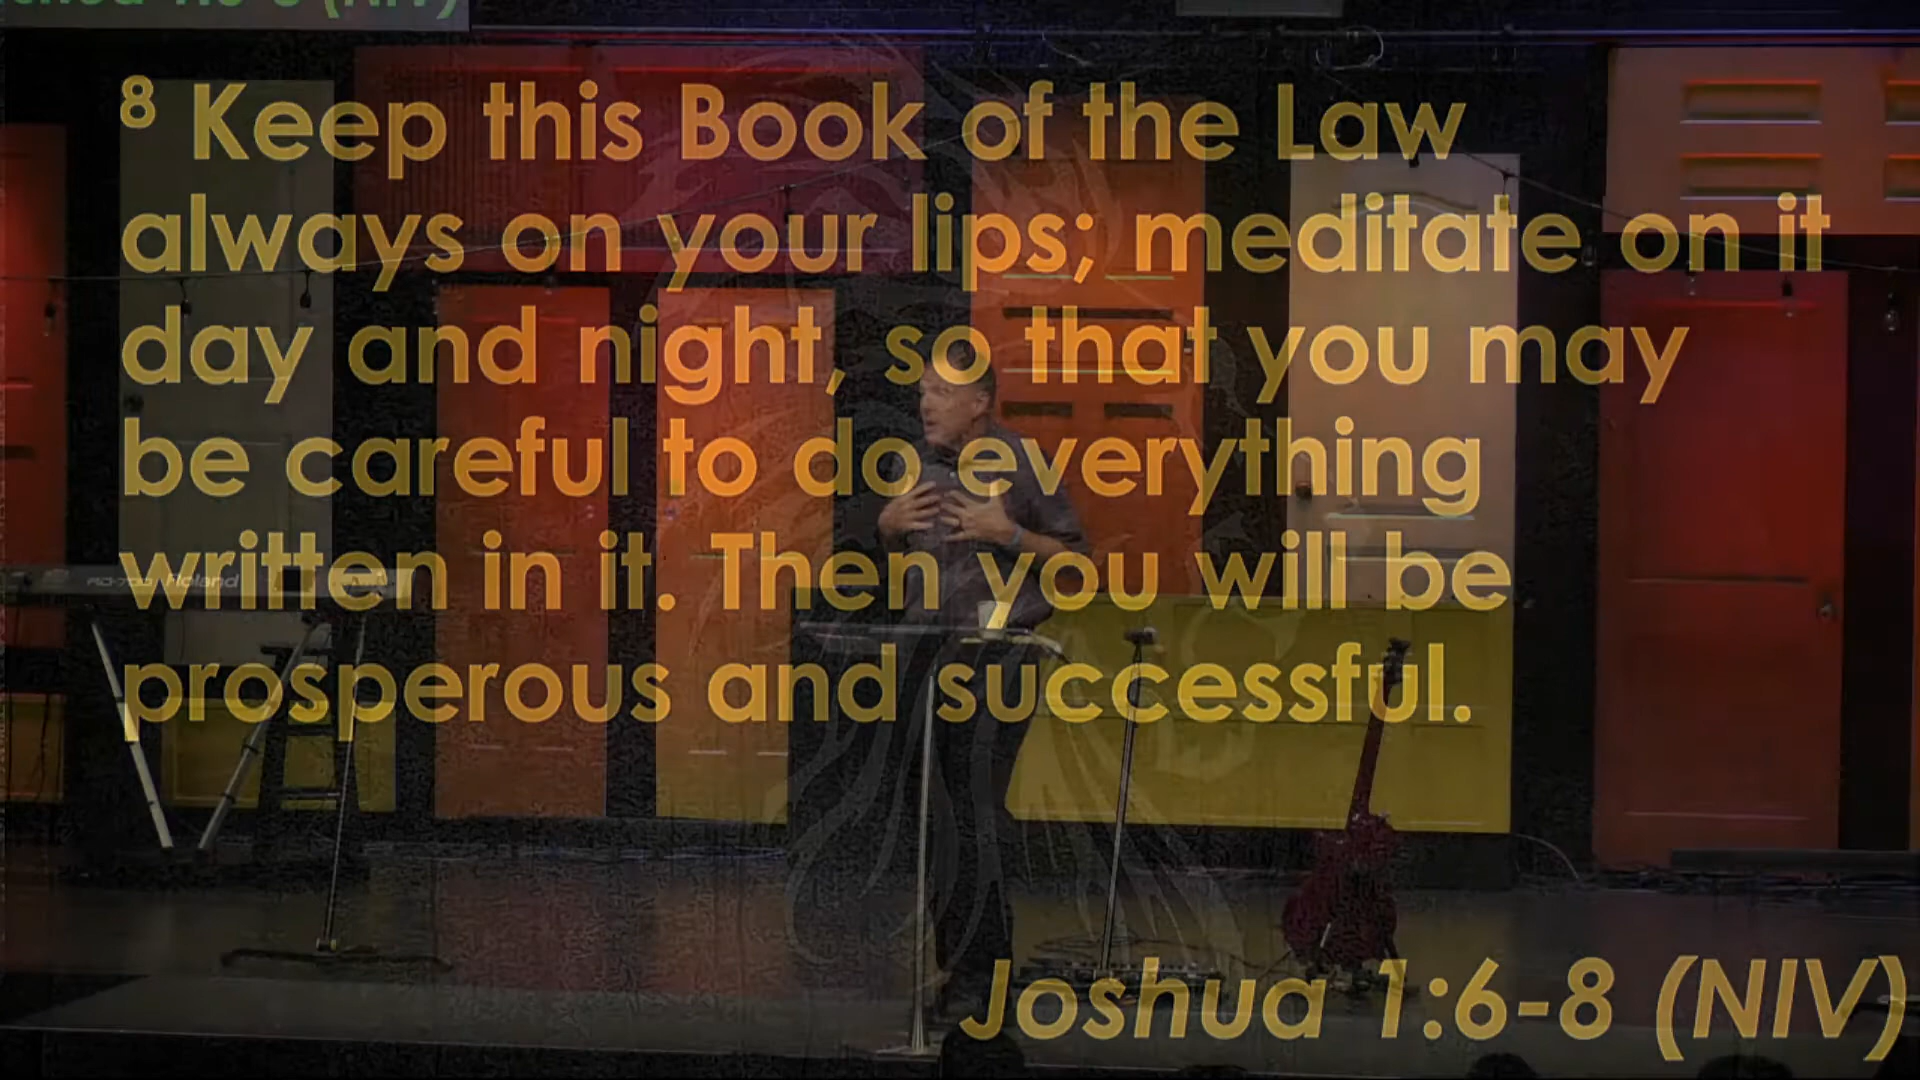 (NIV)
8 Keep this Book of the Law
always on your lips; meditate on it
day and night, so that you may
be careful to do everything
written in it. Then you will be
prosperous and successful.
Roland
Joshua 1:6-8 (NIV)